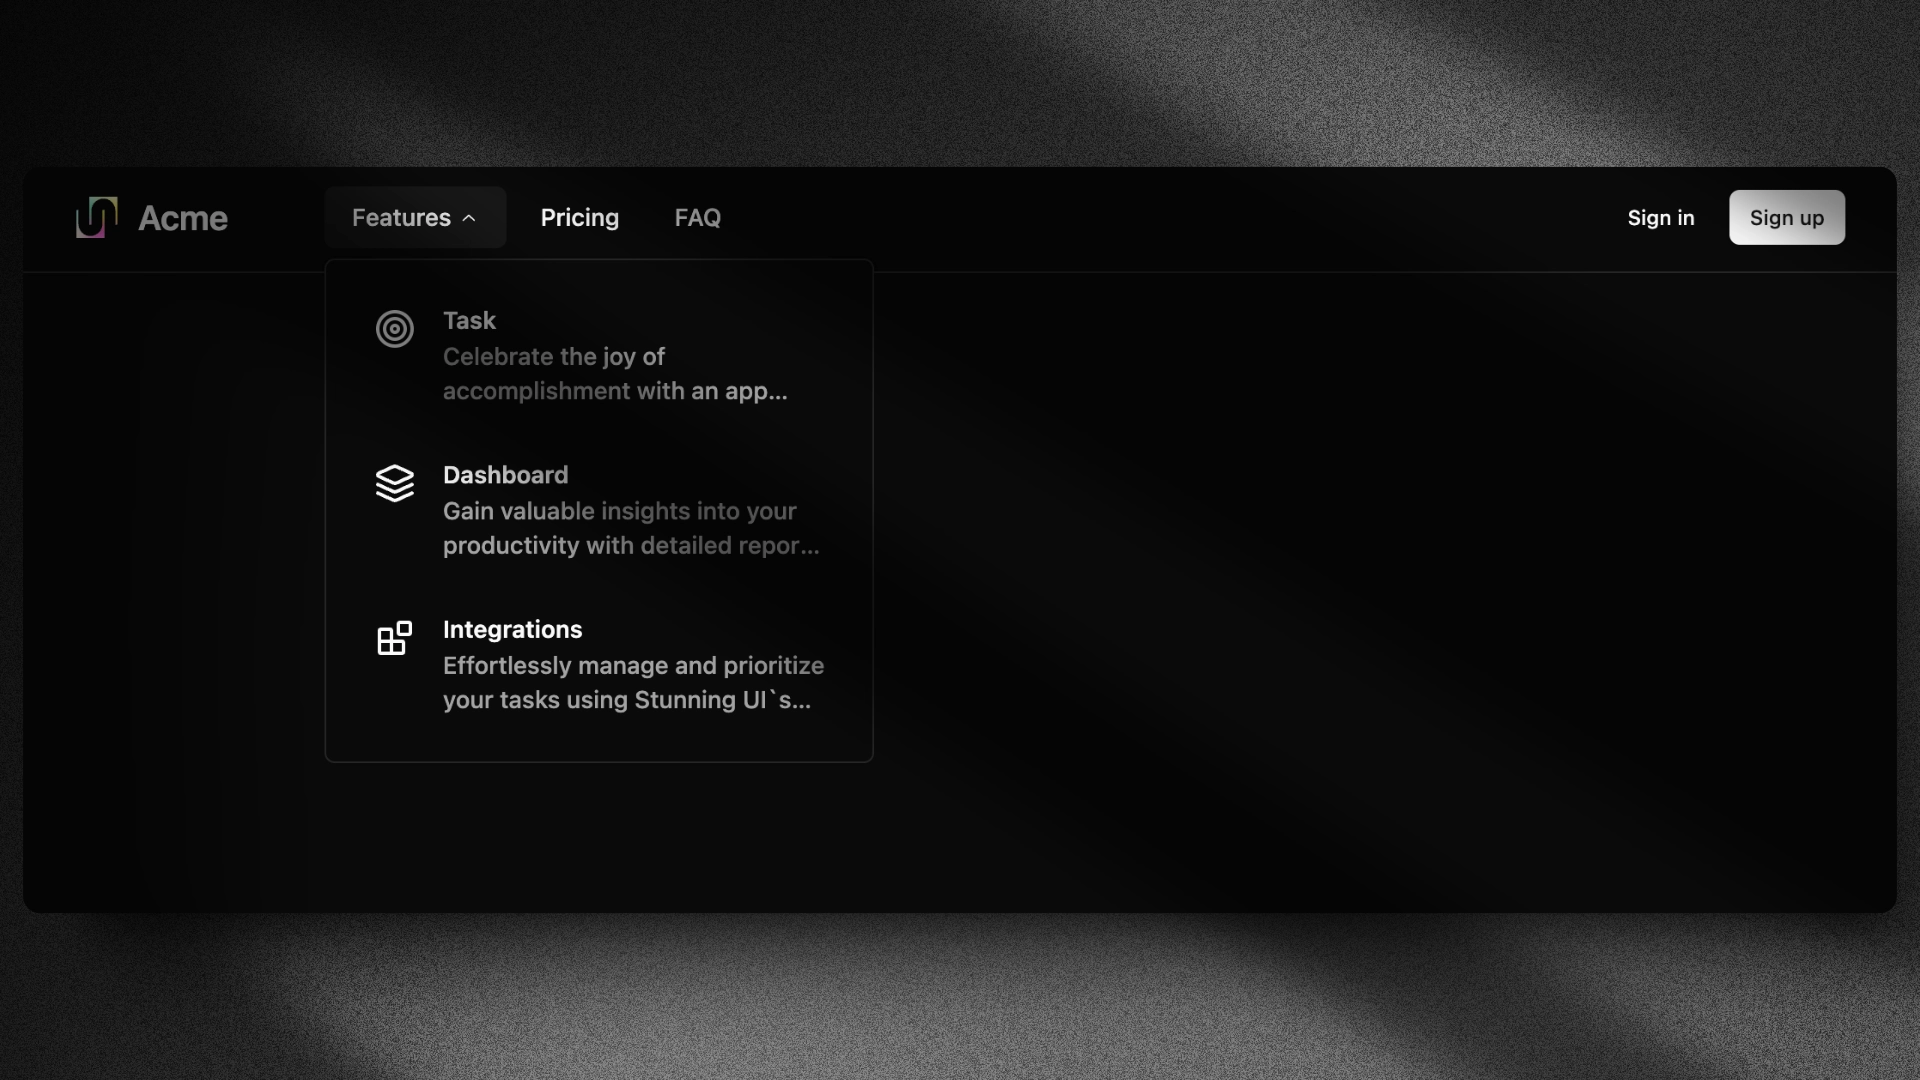 Acme
Features
Pricing
FAQ
Sign in
Sign up
Task
Celebrate the joy of
accomplishment with an app...
Dashboard
Gain valuable insights into your
productivity with detailed repor...
Integrations
Effortlessly manage and prioritize
your tasks using Stunning UI`s...